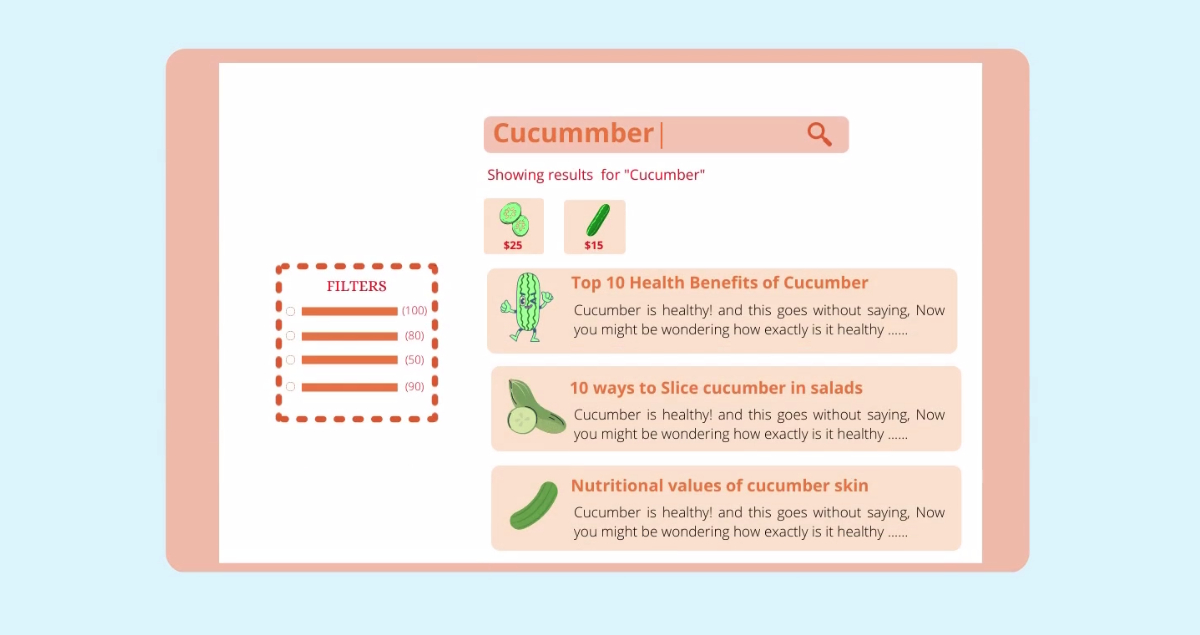 Cucummber
Showing results for "Cucumber"
$25
$15
FILTERS
(100)
(80)
(50)
(90)
Top 10 Health Benefits of Cucumber
Cucumber is healthy! and this goes without saying, Now
you might be wondering how exactly is it healthy ......
10 ways to Slice cucumber in salads
Cucumber is healthy! and this goes without saying, Now
you might be wondering how exactly is it healthy ......
Nutritional values of cucumber skin
Cucumber is healthy! and this goes without saying, Now
you might be wondering how exactly is it healthy ......